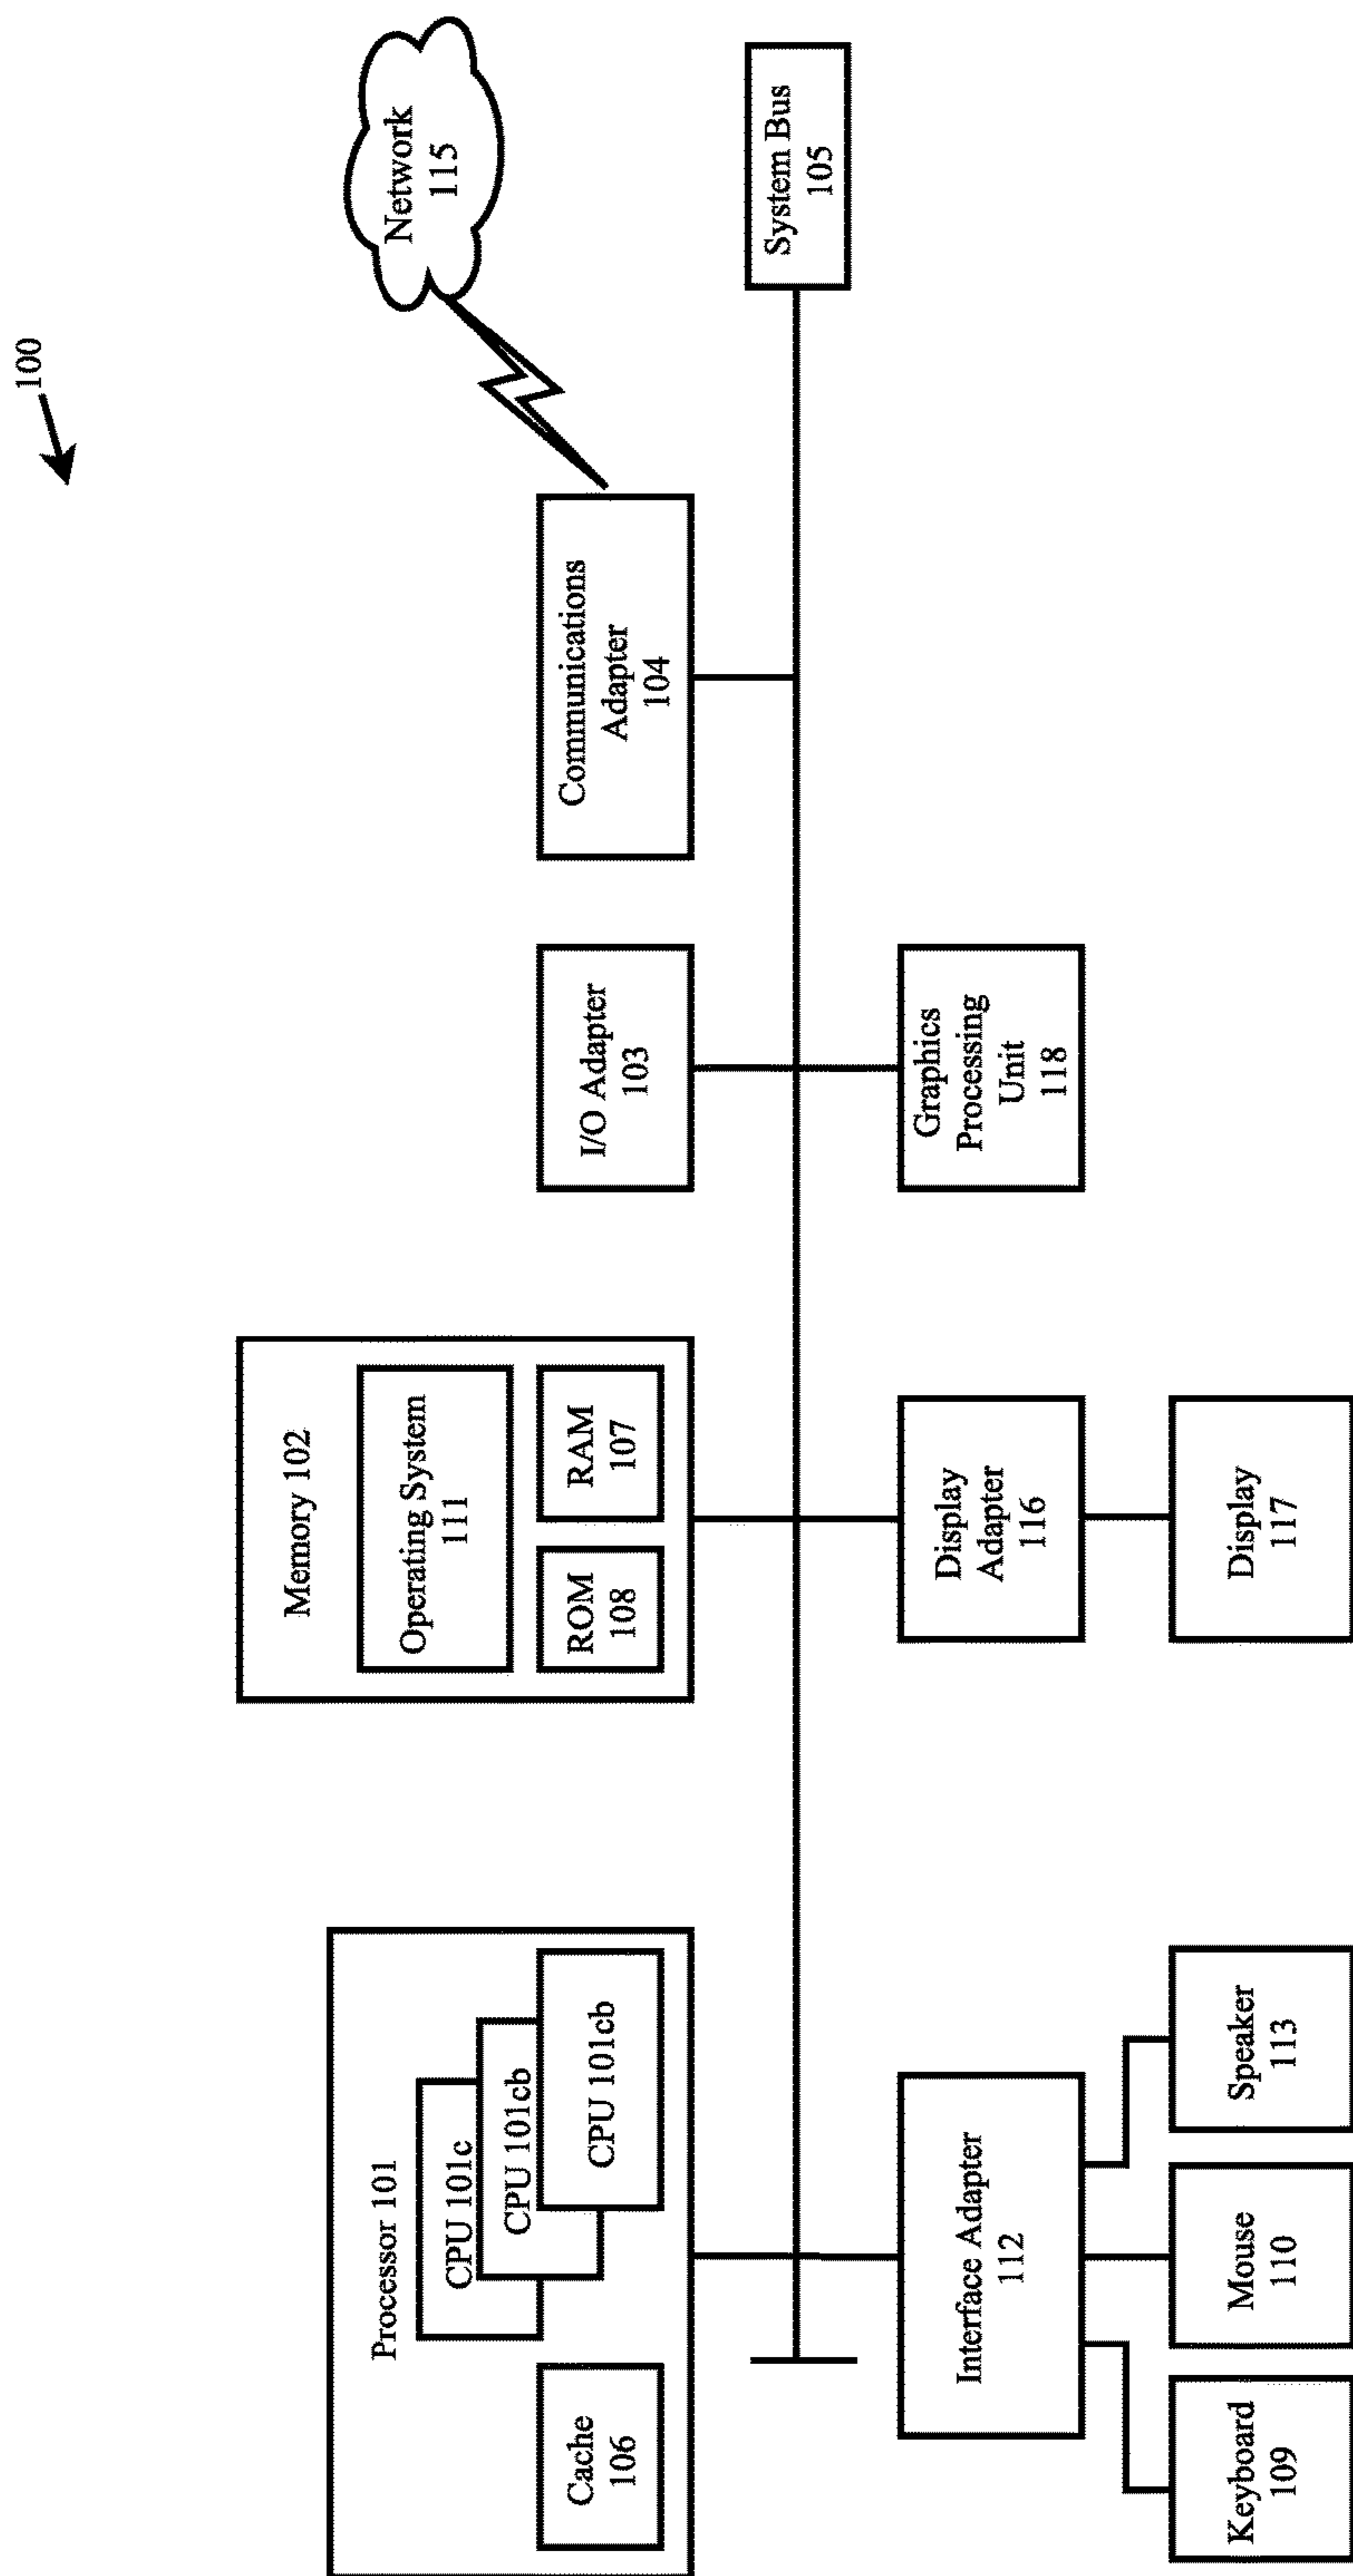 100
Processor 101
CPU 101c
CPU 101cb
CPU 101cb
Cache
106
Memory 102
Operating System
111
ROM
108
RAM
107
I/O Adapter
103
Communications
Adapter
104
Network
115
System Bus
105
Interface Adapter
112
Display
Adapter
116
Graphics
Processing
Unit
118
Keyboard
109
Mouse
110
Speaker
113
Display
117